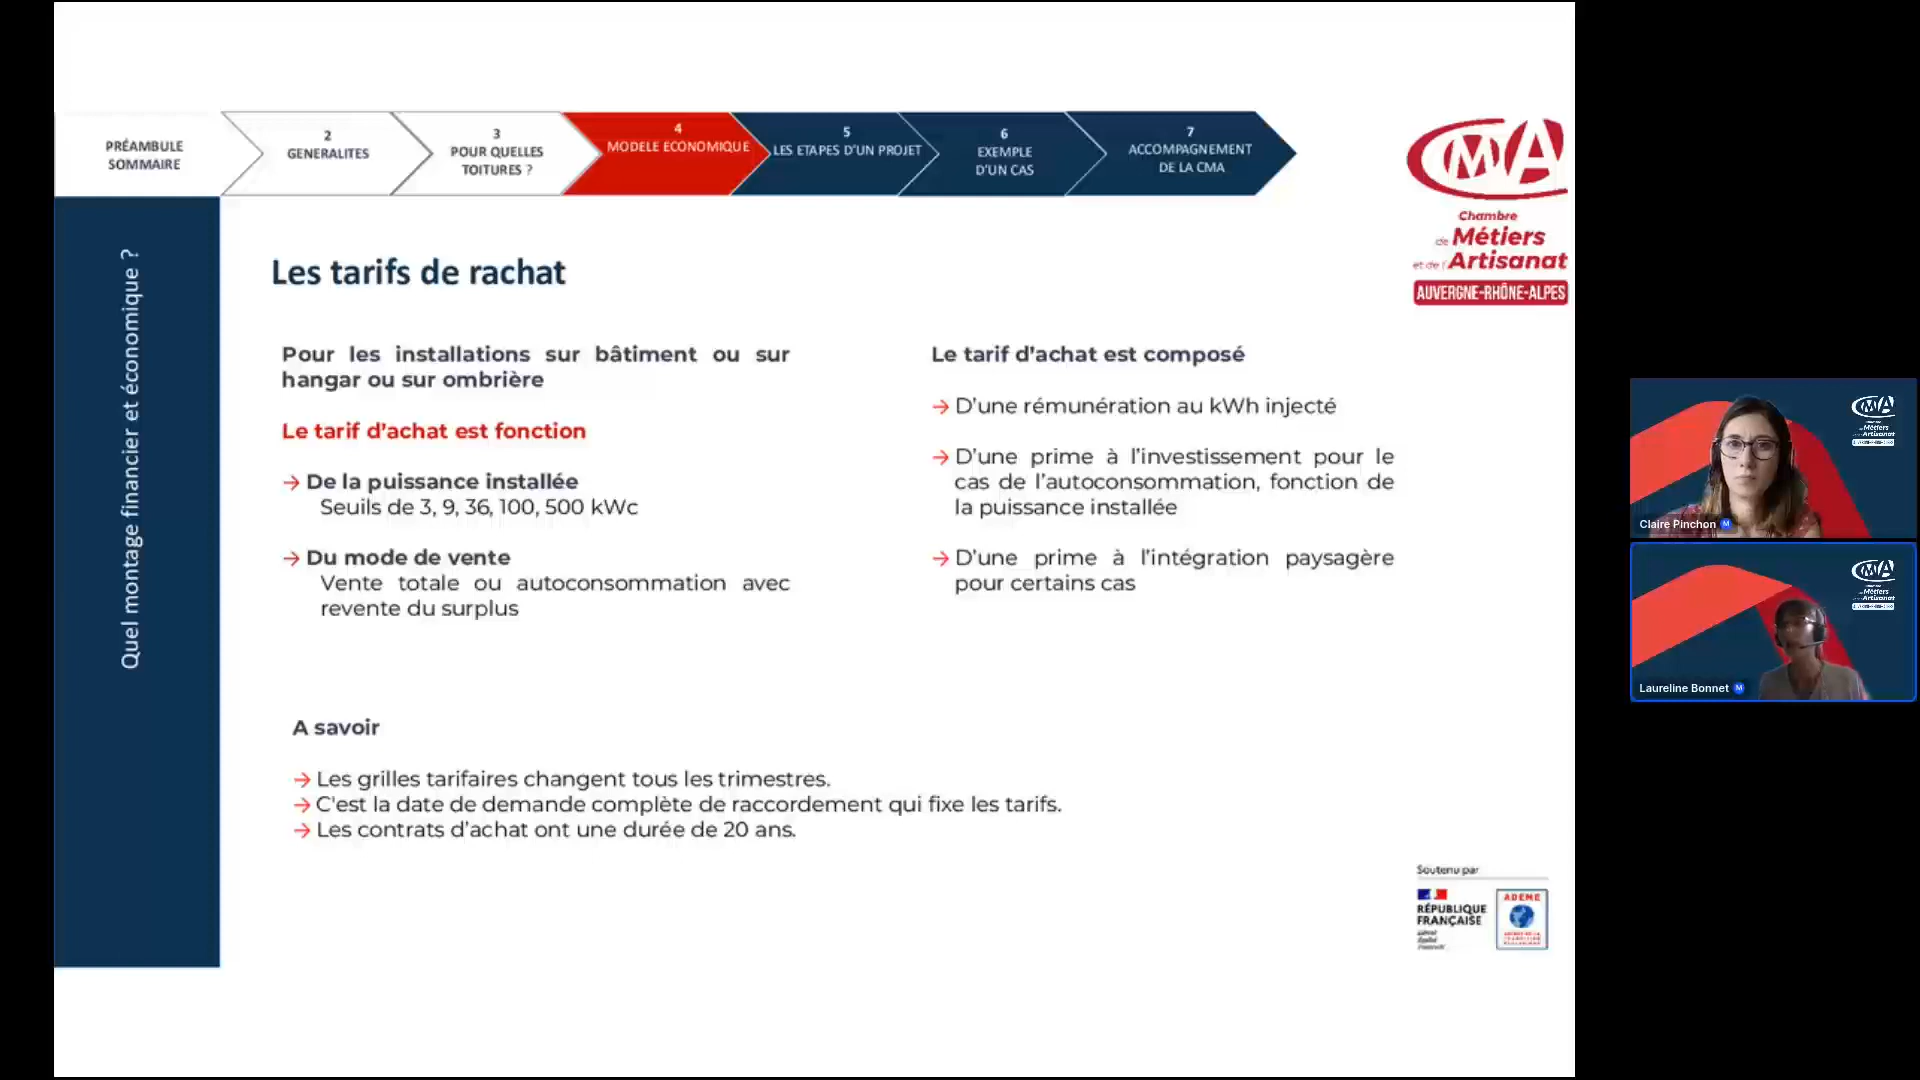 PRÉAMBULE
SOMMAIRE
2
GENERALITES
3
POUR QUELLES
TOITURES ?
4
MODELE ECONOMIQUE
5
LES ETAPES D'UN PROJET
6
EXEMPLE
D'UN CAS
7
ACCOMPAGNEMENT
DE LA CMA
CMA
Chambre
de Métiers
et de l'Artisanat
AUVERGNE-RHÔNE-ALPES
Quel montage financier et économique ?
Les tarifs de rachat
Pour les installations sur bâtiment ou sur
hangar ou sur ombrière
Le tarif d'achat est fonction
→ De la puissance installée
Seuils de 3, 9, 36, 100, 500 kWc
→ Du mode de vente
Vente totale ou autoconsommation avec
revente du surplus
Le tarif d'achat est composé
→ D'une rémunération au kWh injecté
→ D'une prime à l'investissement pour le
cas de l'autoconsommation, fonction de
la puissance installée
→ D'une prime à l'intégration paysagère
pour certains cas
A savoir
→ Les grilles tarifaires changent tous les trimestres.
→ C'est la date de demande complète de raccordement qui fixe les tarifs.
→ Les contrats d'achat ont une durée de 20 ans.
Soutenu par
RÉPUBLIQUE
FRANÇAISE
ADEME
CMA
Métiers
Artisanat
Claire Pinchon M
CMA
Métiers
Artisanat
Laureline Bonnet M